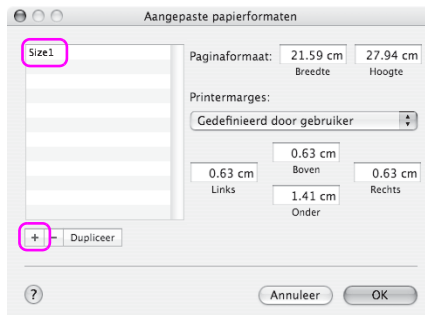 Aangepaste papierformaten
Size1
Paginaformaat: 21.59 cm 27.94 cm
Breedte Hoogte
Printermarges:
Gedefinieerd door gebruiker
0.63 cm
Boven
0.63 cm 0.63 cm
Links Rechts
1.41 cm
Onder
+ - Dupliceer
? Annuleer OK